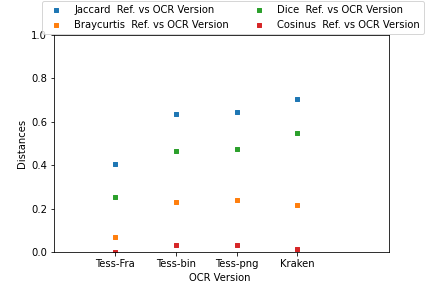 Jaccard Ref. vs OCR Version
Dice Ref. vs OCR Version
Braycurtis Ref. vs OCR Version
Cosinus Ref. vs OCR Version
1.0
0.8
0.6
0.4
0.2
0.0
Distances
Tess-Fra Tess-bin Tess-png Kraken
OCR Version